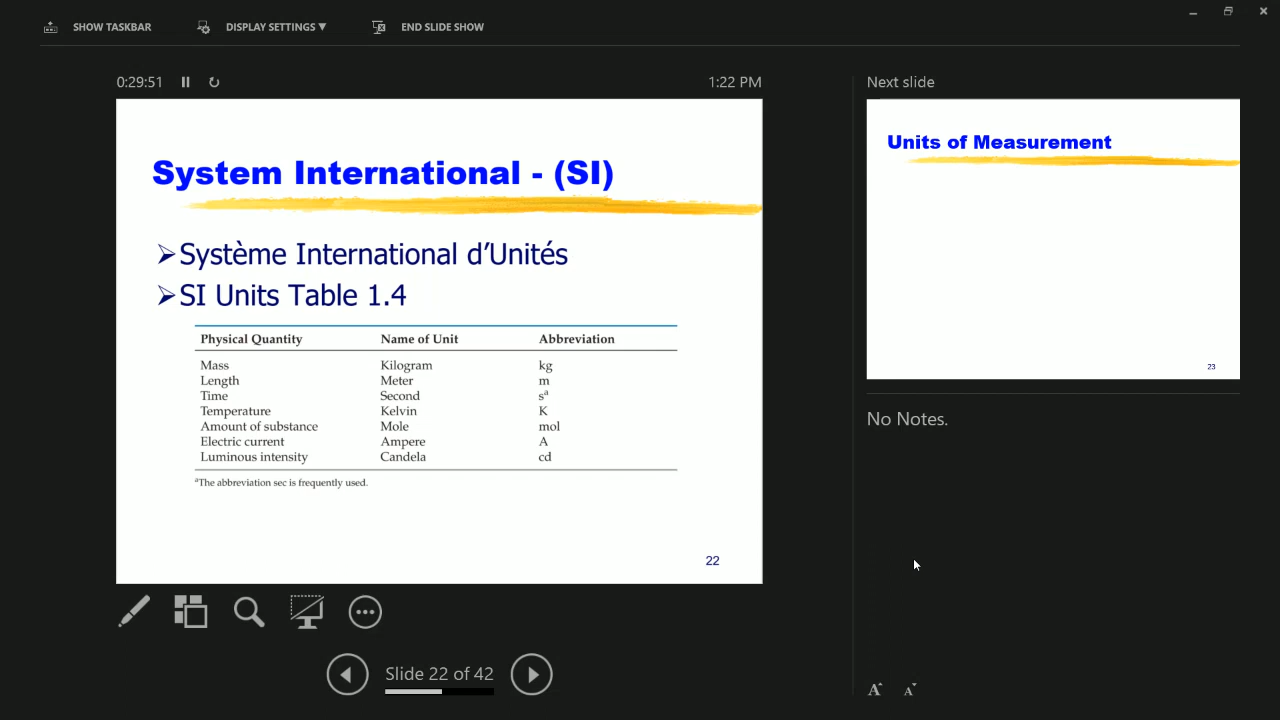 SHOW TASKBAR DISPLAY SETTINGS ▼ END SLIDE SHOW
0:29:51 1:22 PM
System International - (SI)
➢Système International d’Unités
➢SI Units Table 1.4
Physical Quantity Name of Unit Abbreviation
Mass Kilogram kg
Length Meter m
Time Second sᵃ
Temperature Kelvin K
Amount of substance Mole mol
Electric current Ampere A
Luminous intensity Candela cd
ᵃThe abbreviation sec is frequently used.
22
Slide 22 of 42
Next slide
Units of Measurement
23
No Notes.
A A